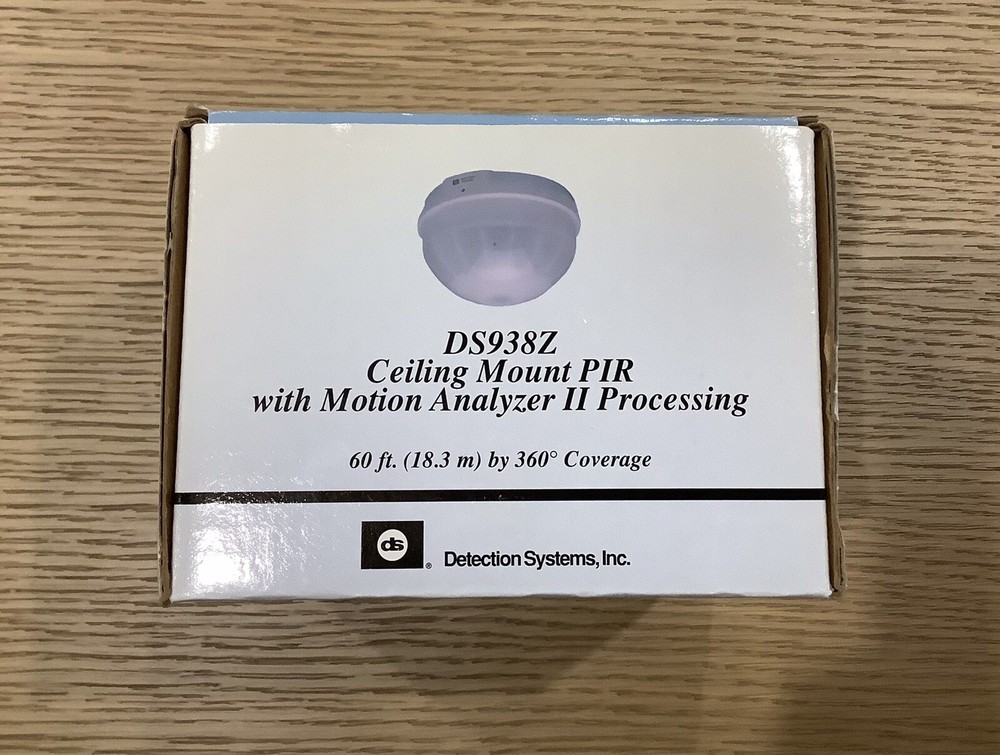 DS938Z
Ceiling Mount PIR
with Motion Analyzer II Processing
60 ft. (18.3 m) by 360° Coverage
ds
® Detection Systems, Inc.